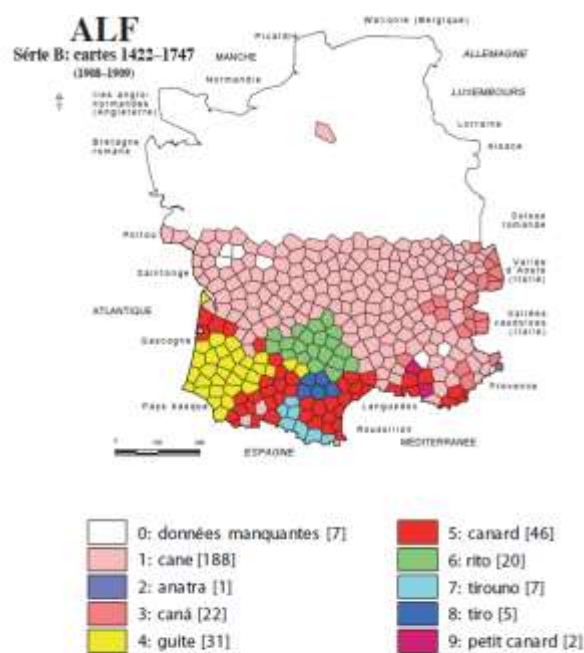 ALF
Série B: cartes 1422–1747
(1908–1909)
Wallonie (Belgique)
Picardie
MANCHE
ALLEMAGNE
Normandie
Iles anglo-
normandes
(Angleterre)
LUXEMBOURG
Lorraine
Alsace
Bretagne
romane
Suisse
romande
Poitou
Vallée
d'Aoste
(Italie)
Saintonge
ATLANTIQUE
Vallées
vaudoises
(Italie)
Gascogne
Provence
Pays basque
Languedoc
Roussillon
MÉDITERRANÉE
ESPAGNE
0: données manquantes [7]
1: cane [188]
2: anatra [1]
3: caná [22]
4: guite [31]
5: canard [46]
6: rito [20]
7: tirouno [7]
8: tiro [5]
9: petit canard [2]